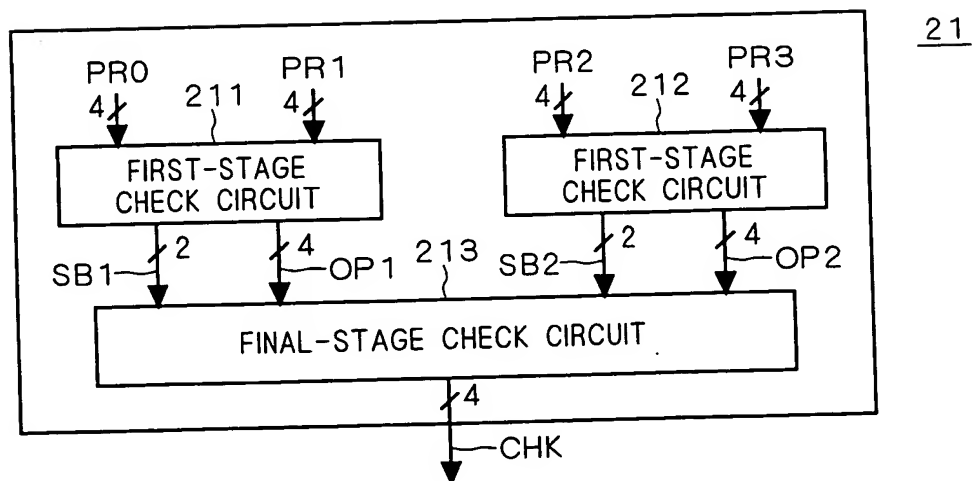 21
PR0
PR1
PR2
PR3
4
211
4
4
212
4
FIRST-STAGE
CHECK CIRCUIT
FIRST-STAGE
CHECK CIRCUIT
2
4
2
4
SB1
OP1
213
SB2
OP2
FINAL-STAGE CHECK CIRCUIT
4
CHK